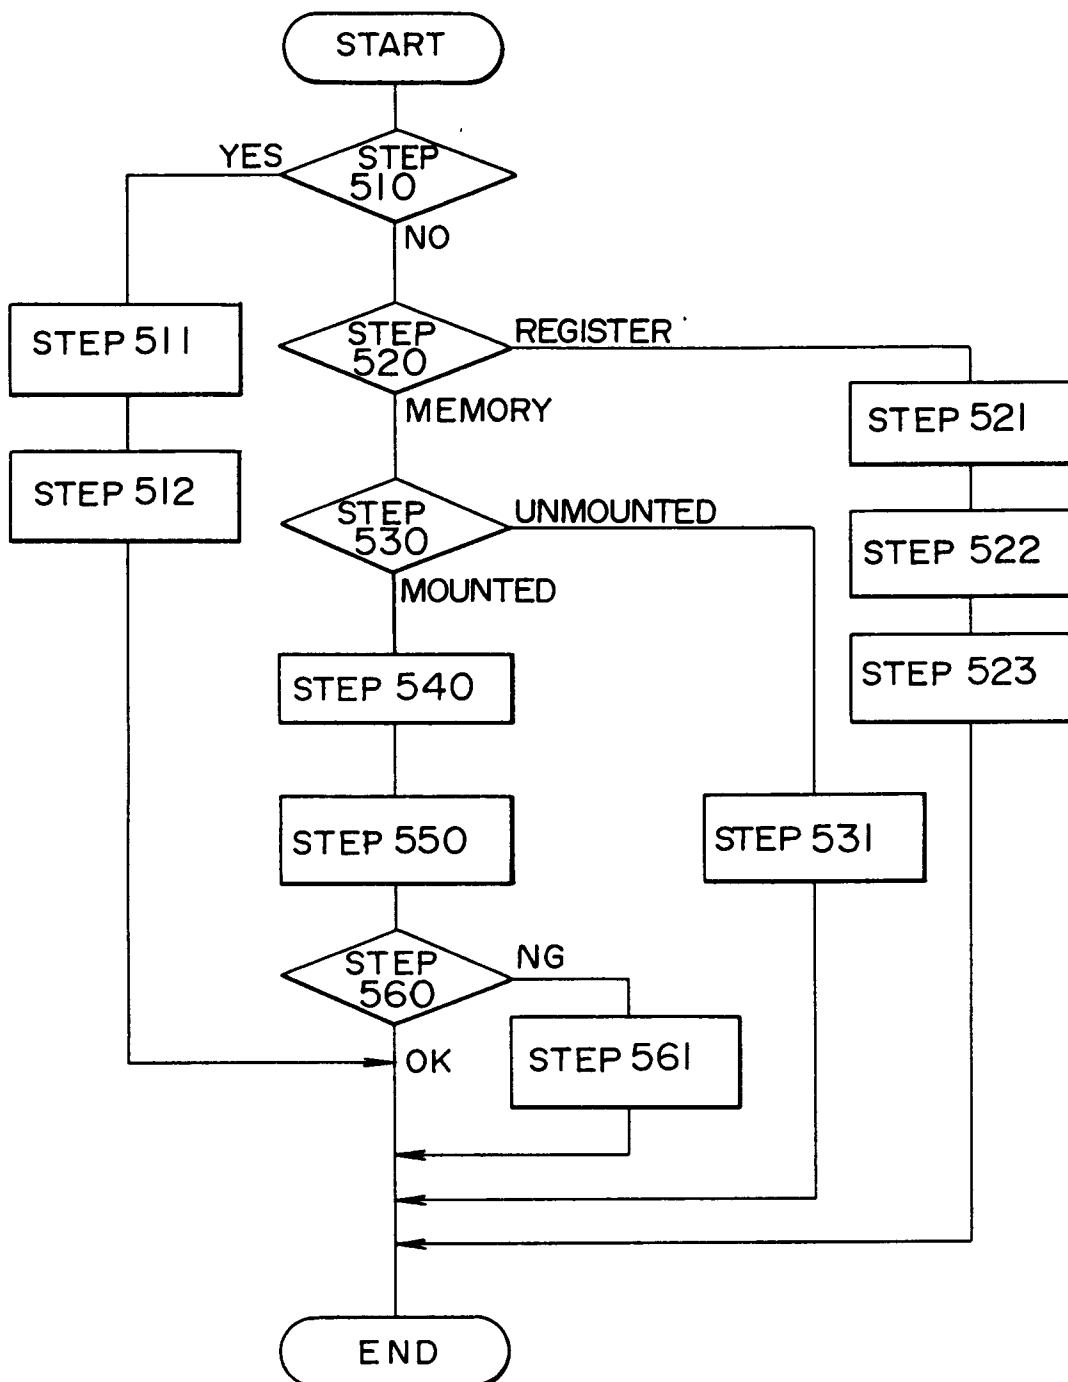 START
YES
STEP
510
NO
STEP 511
STEP
520
REGISTER
MEMORY
STEP 521
STEP 512
STEP
530
UNMOUNTED
STEP 522
MOUNTED
STEP 540
STEP 523
STEP 550
STEP 531
STEP
560
NG
OK
STEP 561
END